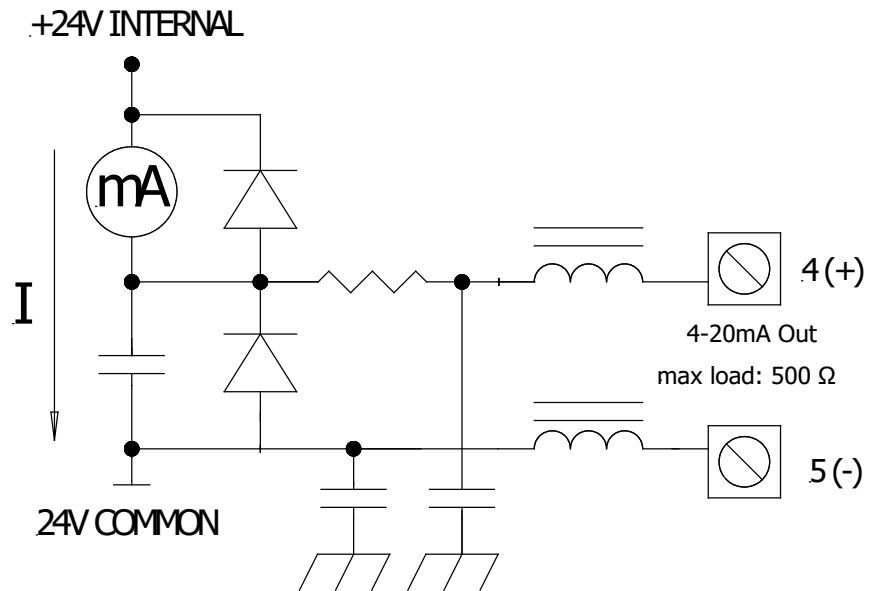 +24V INTERNAL
mA
I
4 (+)
4-20mA Out
max load: 500 Ω
5 (-)
24V COMMON